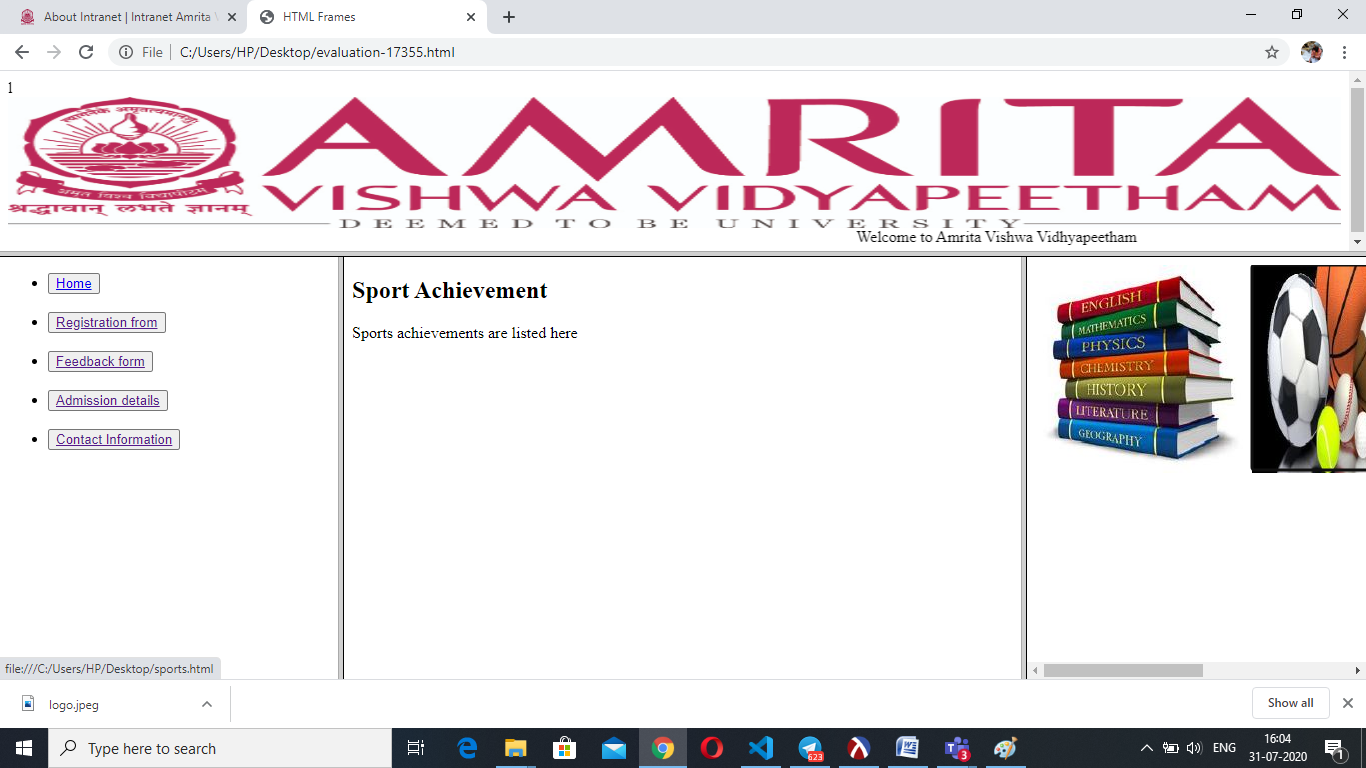 About Intranet | Intranet Amrita
HTML Frames
File
C:/Users/HP/Desktop/evaluation-17355.html
1
अमृत विश्व विद्यापीठम्
श्रद्धावान् लभते ज्ञानम्
AMRITA
VISHWA VIDYAPEETHAM
DEEMED TO BE UNIVERSITY
Welcome to Amrita Vishwa Vidhyapeetham
Home
Registration from
Feedback form
Admission details
Contact Information
Sport Achievement
Sports achievements are listed here
ENGLISH
MATHEMATICS
PHYSICS
CHEMISTRY
HISTORY
LITERATURE
GEOGRAPHY
file:///C:/Users/HP/Desktop/sports.html
logo.jpeg
Show all
Type here to search
623
3
ENG
16:04
31-07-2020
1